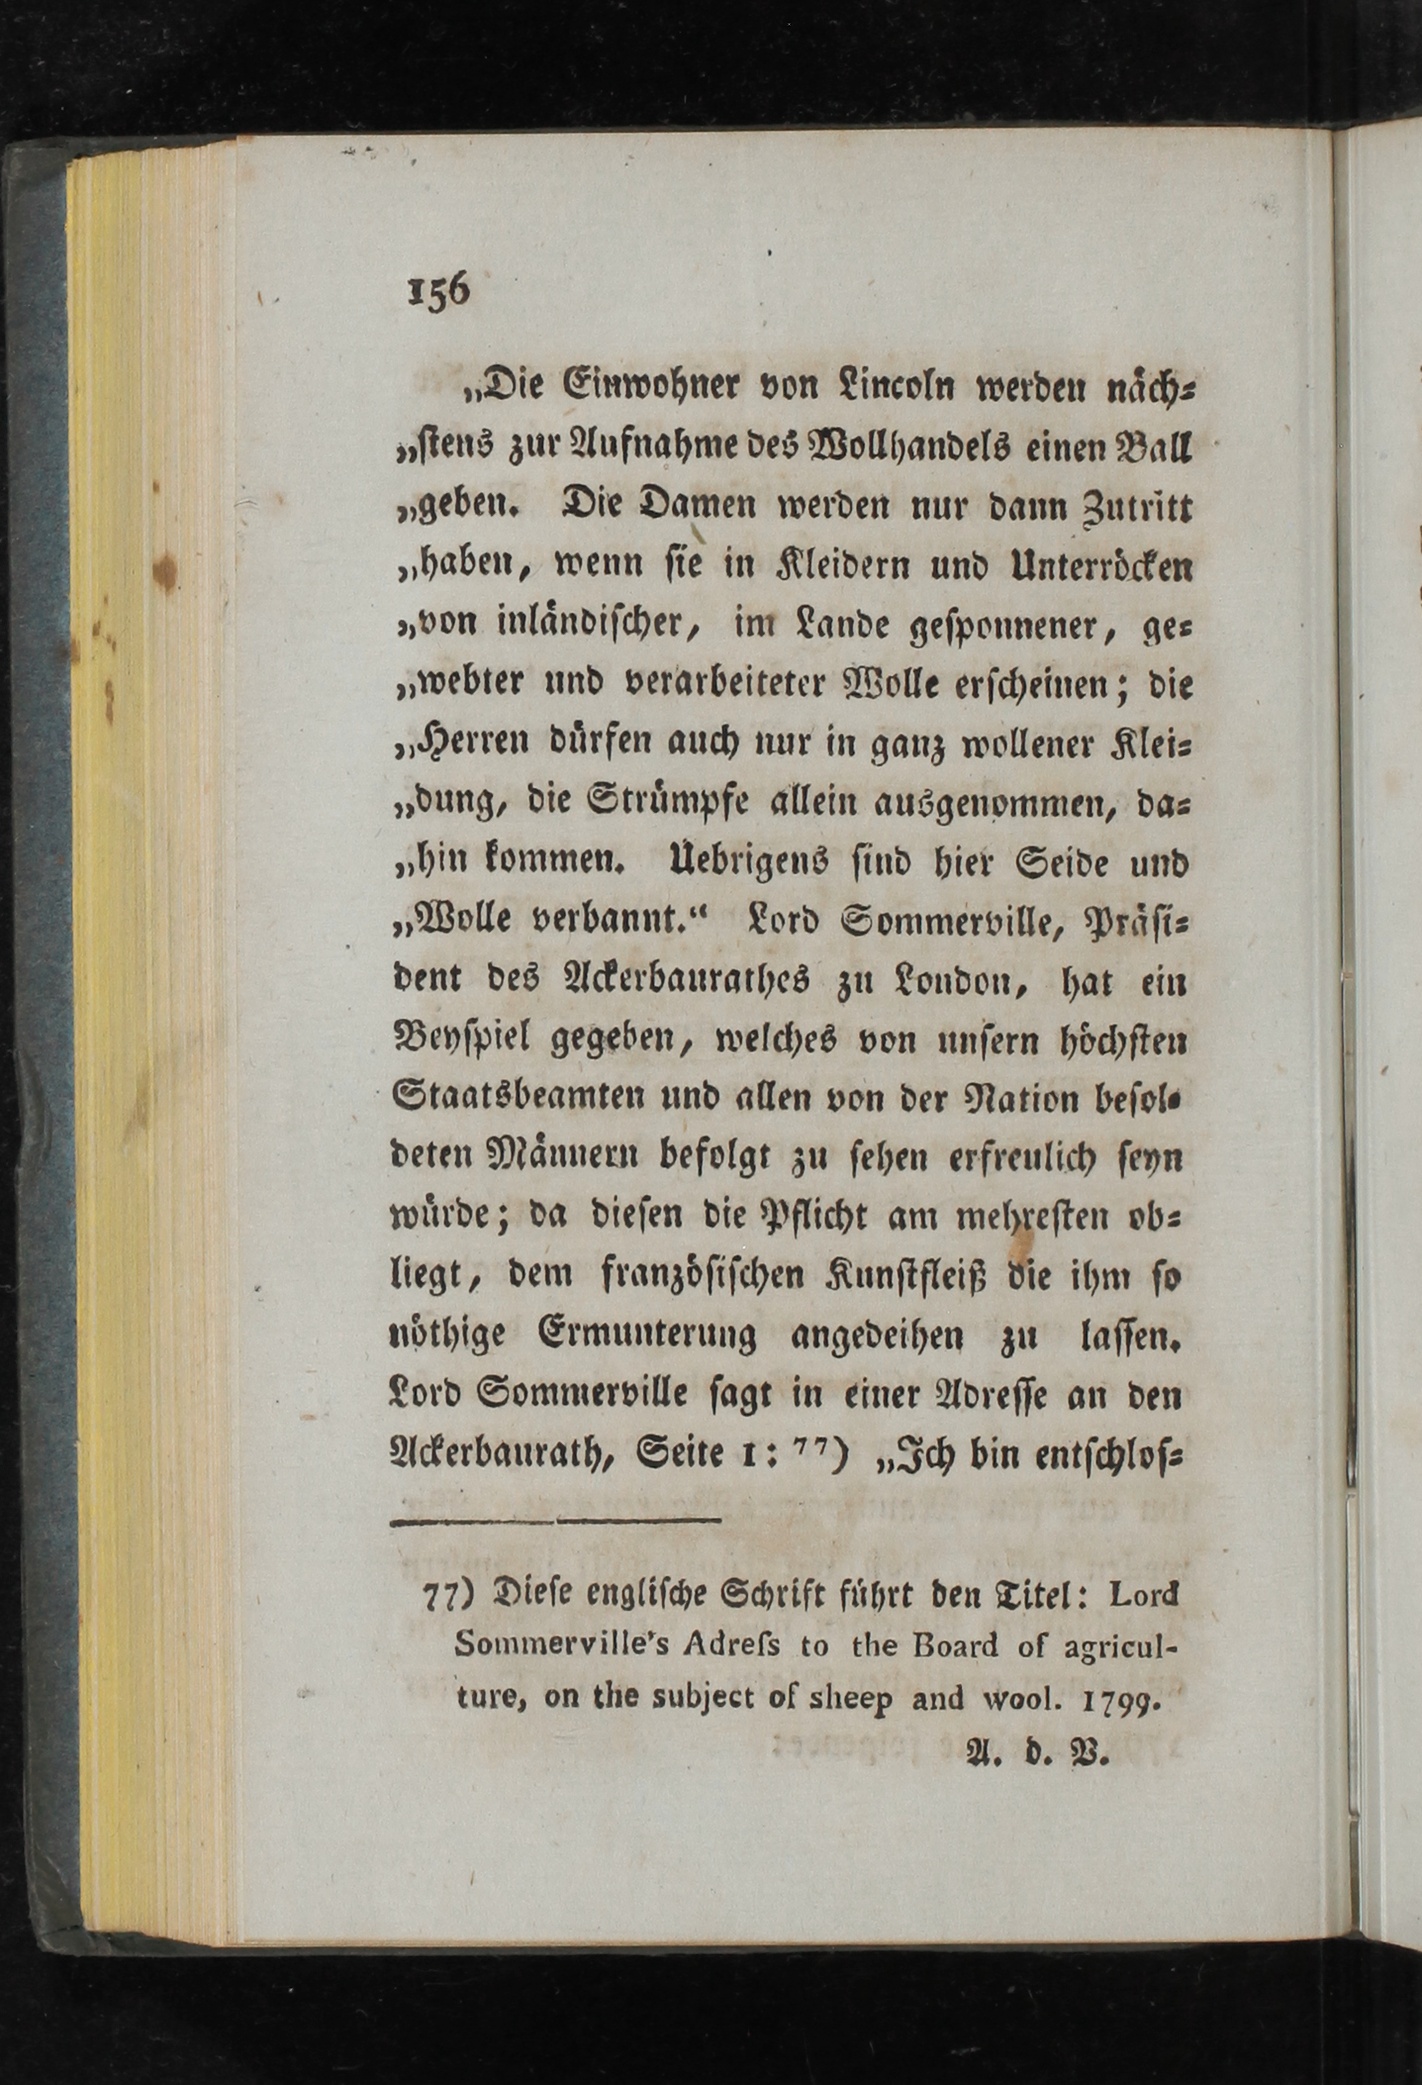 156
„Die Einwohner von Lincoln werden näch-
„stens zur Aufnahme des Wollhandels einen Ball
„geben. Die Damen werden nur dann Zutritt
„haben, wenn sie in Kleidern und Unterröcken
„von inländischer, im Lande gesponnener, ge-
„webter und verarbeiteter Wolle erscheinen; die
„Herren dürfen auch nur in ganz wollener Klei-
„dung, die Strümpfe allein ausgenommen, da-
„hin kommen. Uebrigens sind hier Seide und
„Wolle verbannt.“ Lord Sommerville, Präsi-
dent des Ackerbaurathes zu London, hat ein
Beyspiel gegeben, welches von unsern höchsten
Staatsbeamten und allen von der Nation besol-
deten Männern befolgt zu sehen erfreulich seyn
würde; da diesen die Pflicht am mehresten ob-
liegt, dem französischen Kunstfleiß die ihm so
nöthige Ermunterung angedeihen zu lassen.
Lord Sommerville sagt in einer Adresse an den
Ackerbaurath, Seite 1: 77) „Ich bin entschlos-
77) Diese englische Schrift führt den Titel: Lord
Sommerville's Adreſs to the Board of agricul-
ture, on the subject of sheep and wool. 1799.
A. d. V.